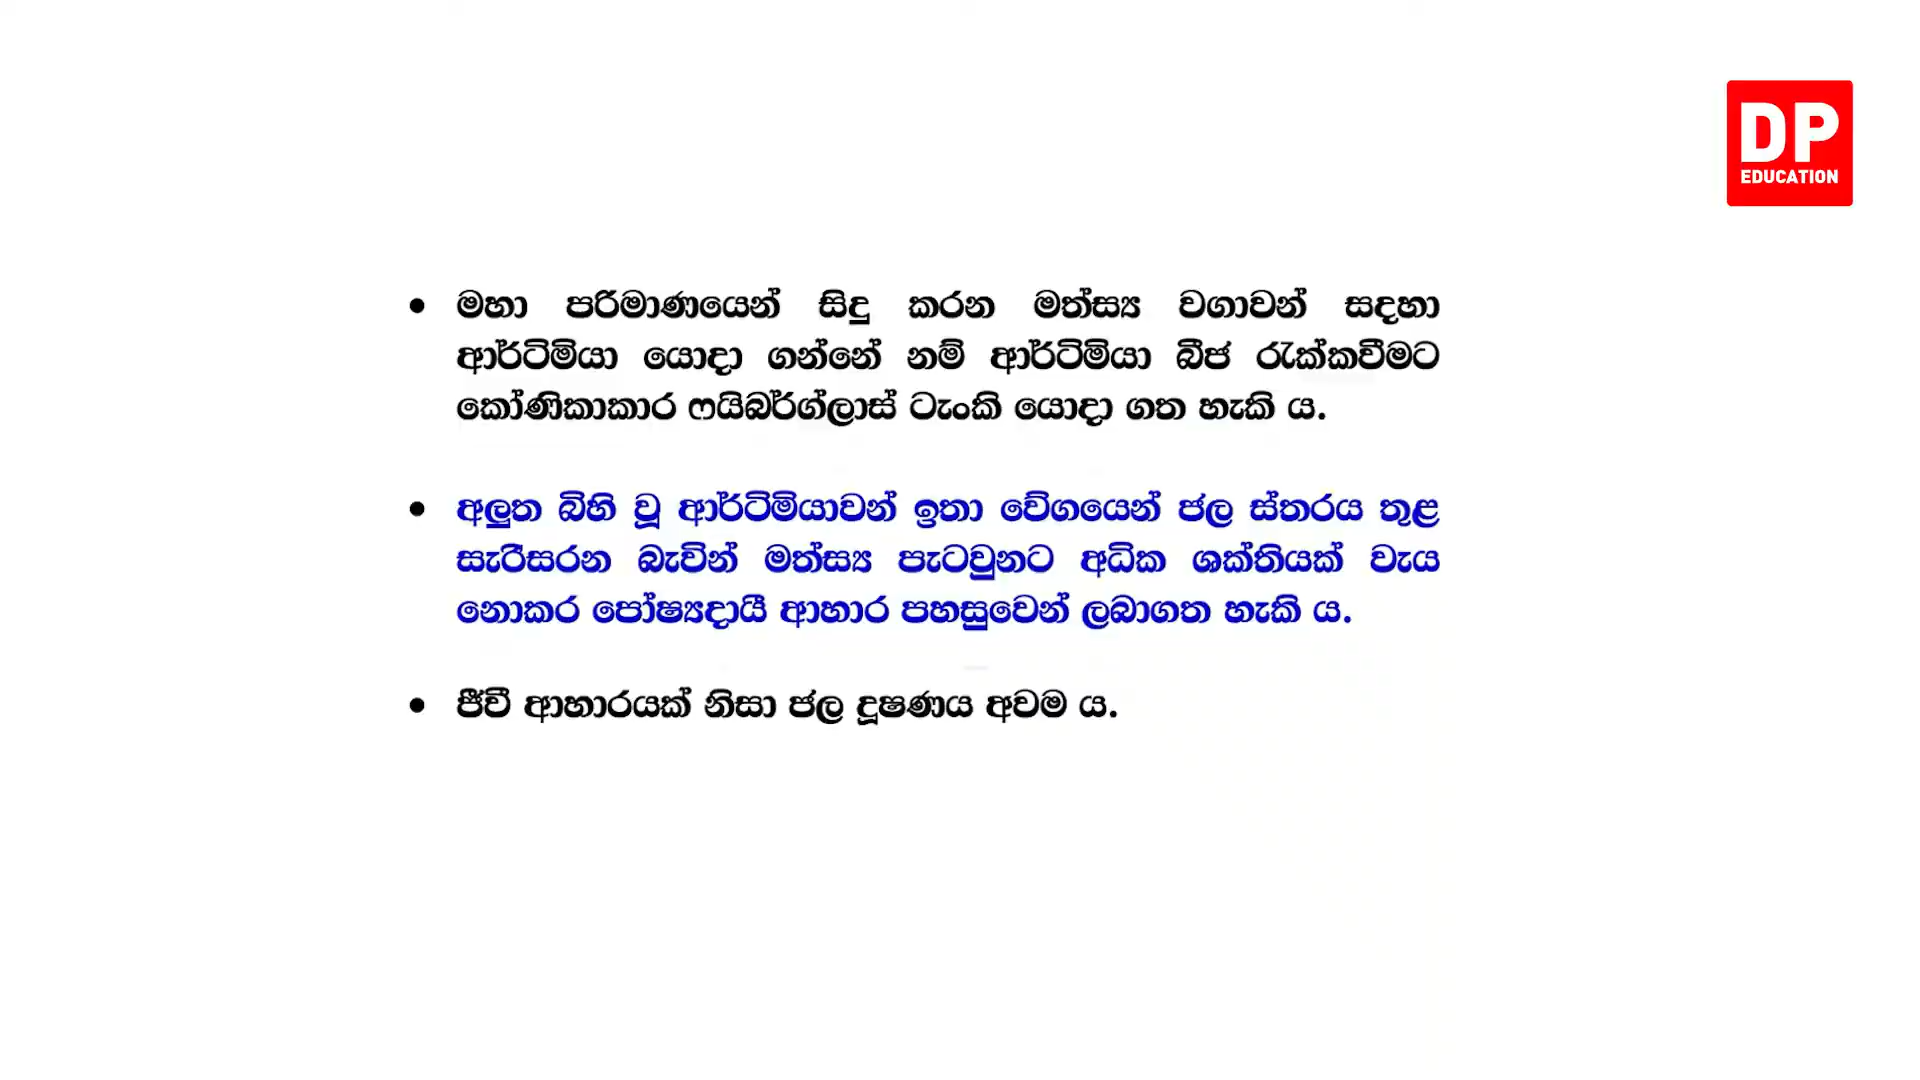 DP
EDUCATION
• මහා පරිමාණයෙන් සිදු කරන මත්ස්‍ය වගාවන් සදහා
ආර්ටිමියා යොදා ගන්නේ නම් ආර්ටිමියා බීජ රැක්කවීමට
කෝණිකාකාර ෆයිබර්ග්ලාස් ටැංකි යොදා ගත හැකි ය.
• අලුත බිහි වූ ආර්ටිමියාවන් ඉතා වේගයෙන් ජල ස්තරය තුළ
සැරිසරන බැවින් මත්ස්‍ය පැටවුනට අධික ශක්තියක් වැය
නොකර පෝෂ්‍යදායී ආහාර පහසුවෙන් ලබාගත හැකි ය.
• ජීවී ආහාරයක් නිසා ජල දූෂණය අවම ය.